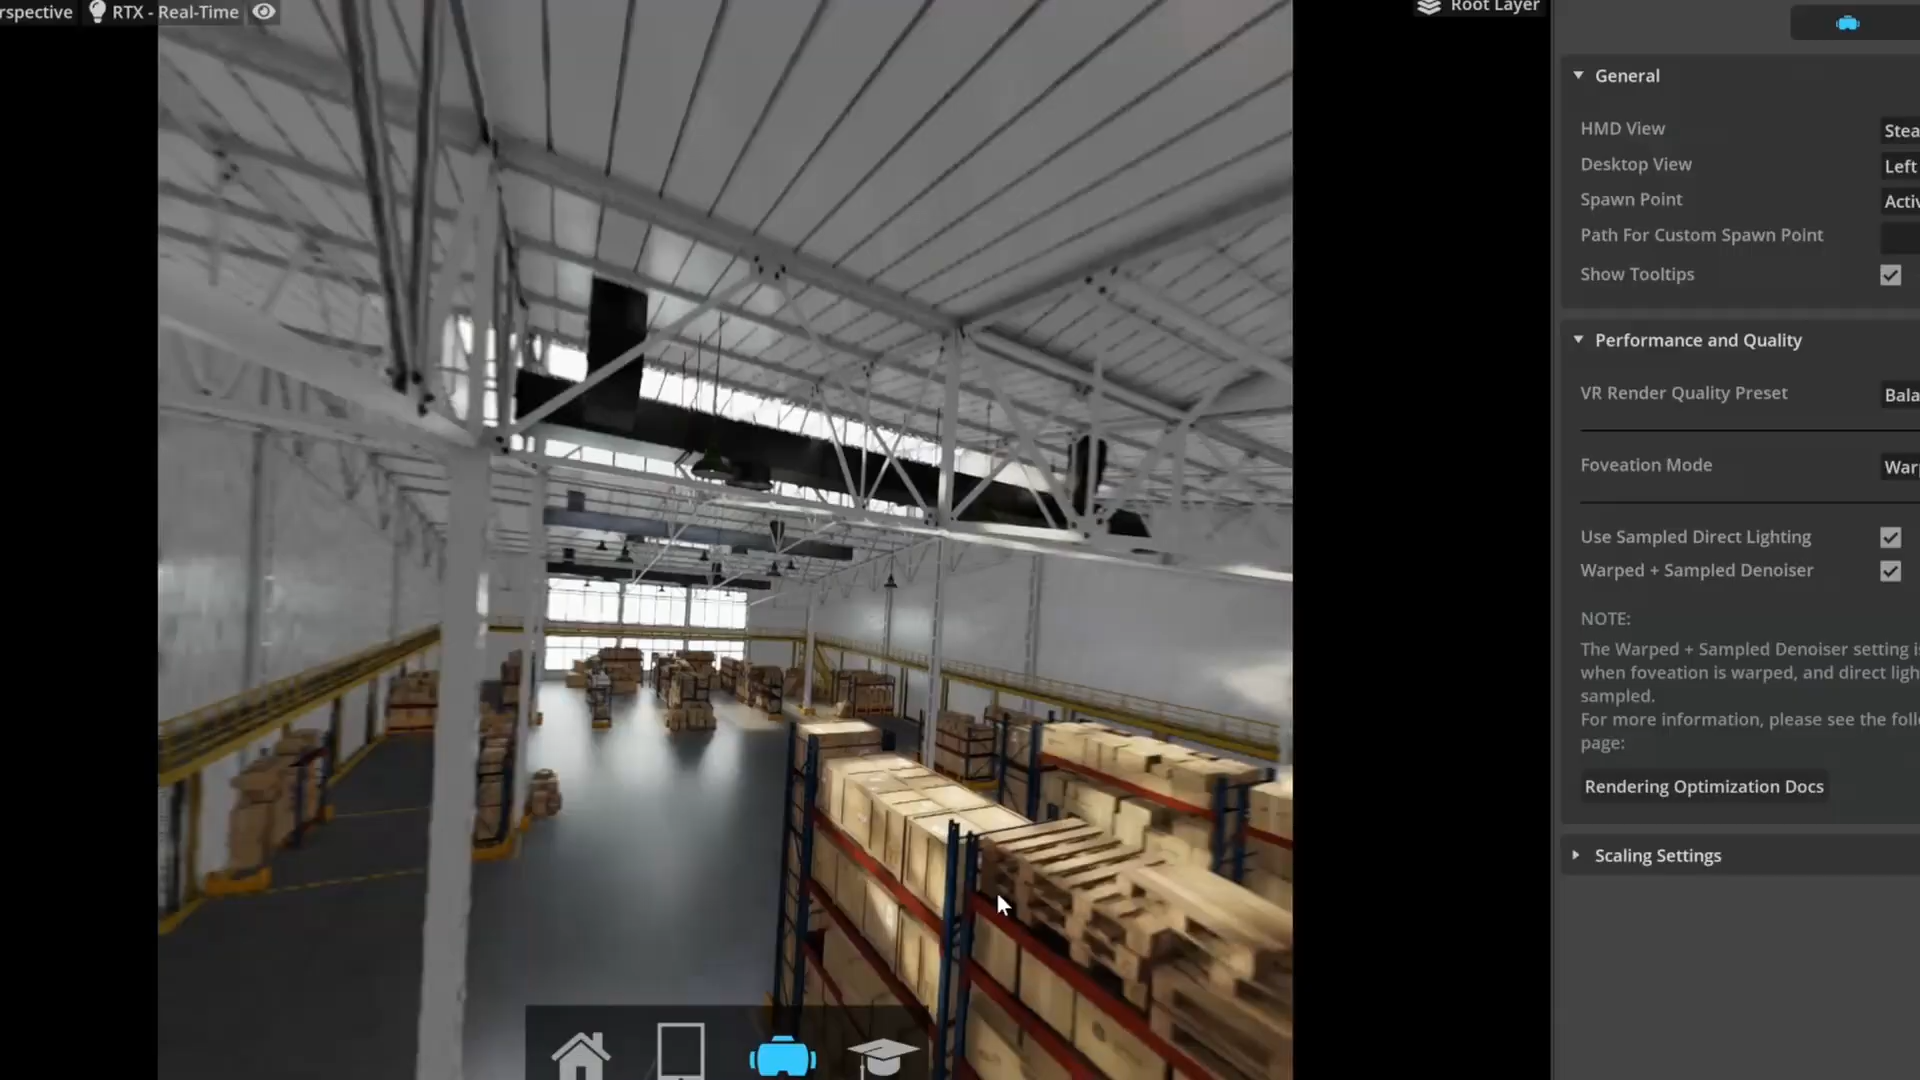 rspective RTX - Real-Time
Root Layer
General
HMD View Stea
Desktop View Left
Spawn Point Activ
Path For Custom Spawn Point
Show Tooltips
Performance and Quality
VR Render Quality Preset Bala
Foveation Mode Warp
Use Sampled Direct Lighting
Warped + Sampled Denoiser
NOTE:
The Warped + Sampled Denoiser setting is
when foveation is warped, and direct ligh
sampled.
For more information, please see the follo
page:
Rendering Optimization Docs
Scaling Settings